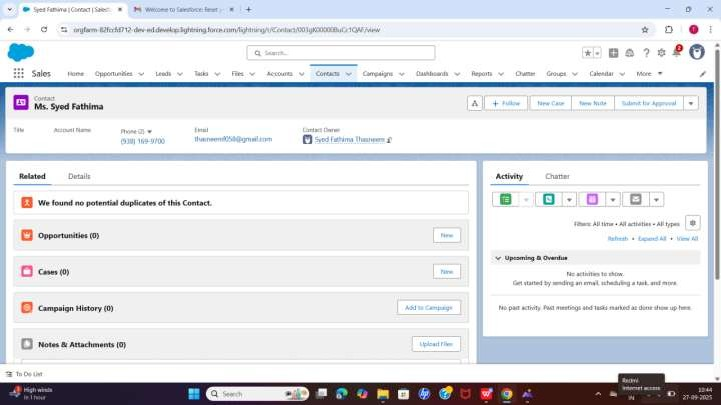 Syed Fathima | Contact | Salesf
Welcome to Salesforce: Reset
orgfarm-82fccfd712-dev-ed.develop.lightning.force.com/lightning/r/Contact/003gK00000BuCc1QAF/view
Search...
2
Sales
Home Opportunities Leads Tasks Files Accounts Contacts Campaigns Dashboards Reports Chatter Groups Calendar More
Contact
Ms. Syed Fathima
+ Follow New Case New Note Submit for Approval
Title Account Name Phone (2) Email Contact Owner
(938) 169-9700 thasneemf058@gmail.com Syed Fathima Thasneem
Related Details
Activity Chatter
We found no potential duplicates of this Contact.
Opportunities (0) New
Cases (0) New
Campaign History (0) Add to Campaign
Notes & Attachments (0) Upload Files
Filters: All time • All activities • All types
Refresh • Expand All • View All
Upcoming & Overdue
No activities to show.
Get started by sending an email, scheduling a task, and more.
No past activity. Past meetings and tasks marked as done show up here.
To Do List
Redmi
Internet access
High winds
In 1 hour
Search
IN
10:44
27-09-2025